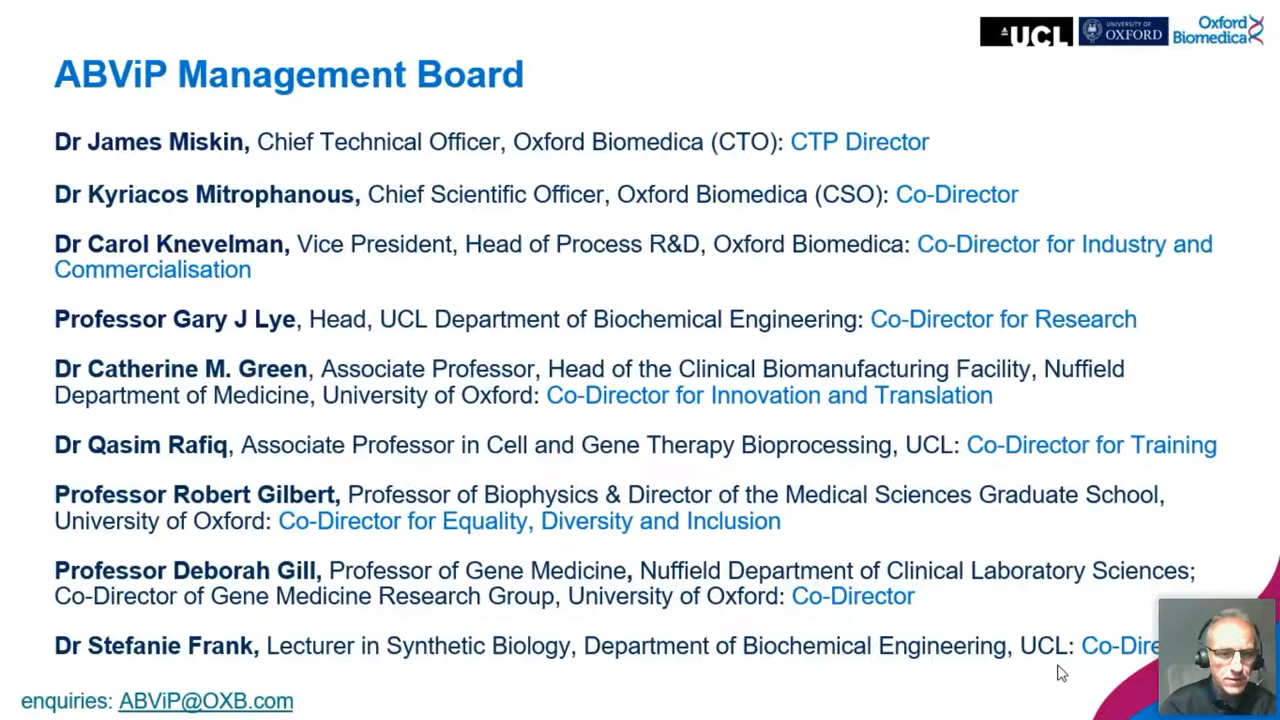 UCL
UNIVERSITY OF
OXFORD
Oxford
Biomedica
ABViP Management Board
Dr James Miskin, Chief Technical Officer, Oxford Biomedica (CTO): CTP Director
Dr Kyriacos Mitrophanous, Chief Scientific Officer, Oxford Biomedica (CSO): Co-Director
Dr Carol Knevelman, Vice President, Head of Process R&D, Oxford Biomedica: Co-Director for Industry and
Commercialisation
Professor Gary J Lye, Head, UCL Department of Biochemical Engineering: Co-Director for Research
Dr Catherine M. Green, Associate Professor, Head of the Clinical Biomanufacturing Facility, Nuffield
Department of Medicine, University of Oxford: Co-Director for Innovation and Translation
Dr Qasim Rafiq, Associate Professor in Cell and Gene Therapy Bioprocessing, UCL: Co-Director for Training
Professor Robert Gilbert, Professor of Biophysics & Director of the Medical Sciences Graduate School,
University of Oxford: Co-Director for Equality, Diversity and Inclusion
Professor Deborah Gill, Professor of Gene Medicine, Nuffield Department of Clinical Laboratory Sciences;
Co-Director of Gene Medicine Research Group, University of Oxford: Co-Director
Dr Stefanie Frank, Lecturer in Synthetic Biology, Department of Biochemical Engineering, UCL: Co-Dire
enquiries: ABViP@OXB.com